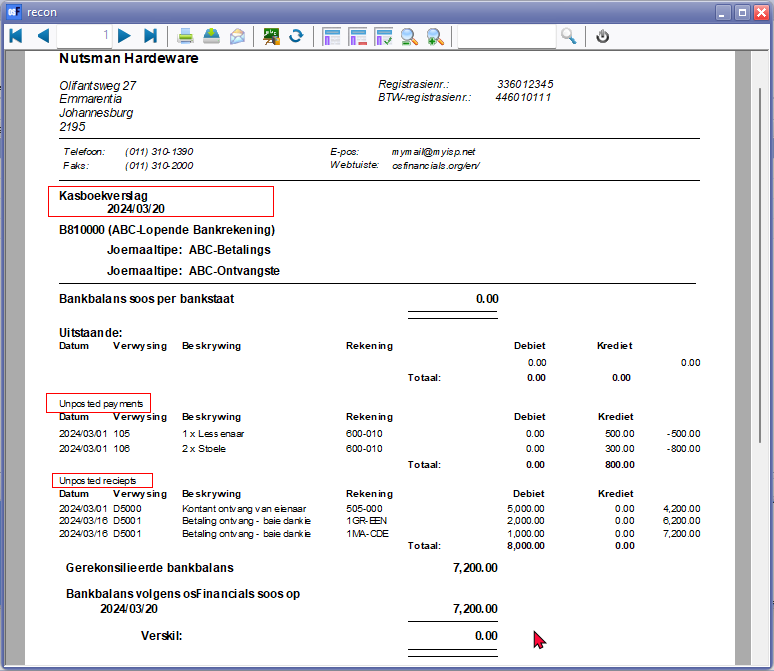 recon
1
Nutsman Hardeware
Olifantsweg 27
Emmarentia
Johannesburg
2195
Registrasienr.: 336012345
BTW-registrasienr.: 446010111
Telefoon: (011) 310-1390 E-pos: mymail@myisp.net
Faks: (011) 310-2000 Webtuiste: osfinancials.org/en/
Kasboekverslag
2024/03/20
B810000 (ABC-Lopende Bankrekening)
Joernaaltipe: ABC-Betalings
Joernaaltipe: ABC-Ontvangste
Bankbalans soos per bankstaat 0.00
Uitstaande:
Datum Verwysing Beskrywing Rekening Debiet Krediet
0.00 0.00
Totaal: 0.00 0.00
Unposted payments
Datum Verwysing Beskrywing Rekening Debiet Krediet
2024/03/01 105 1 x Lessenaar 600-010 0.00 500.00 -500.00
2024/03/01 106 2 x Stoele 600-010 0.00 300.00 -800.00
Totaal: 0.00 800.00
Unposted reciepts
Datum Verwysing Beskrywing Rekening Debiet Krediet
2024/03/01 D5000 Kontant ontvang van eienaar 505-000 5,000.00 0.00 4,200.00
2024/03/16 D5001 Betaling ontvang - baie dankie 1GR-EEN 2,000.00 0.00 6,200.00
2024/03/16 D5001 Betaling ontvang - baie dankie 1MA-CDE 1,000.00 0.00 7,200.00
Totaal: 8,000.00 0.00
Gerekonsilieerde bankbalans 7,200.00
Bankbalans volgens osFinancials soos op
2024/03/20 7,200.00
Verskil: 0.00